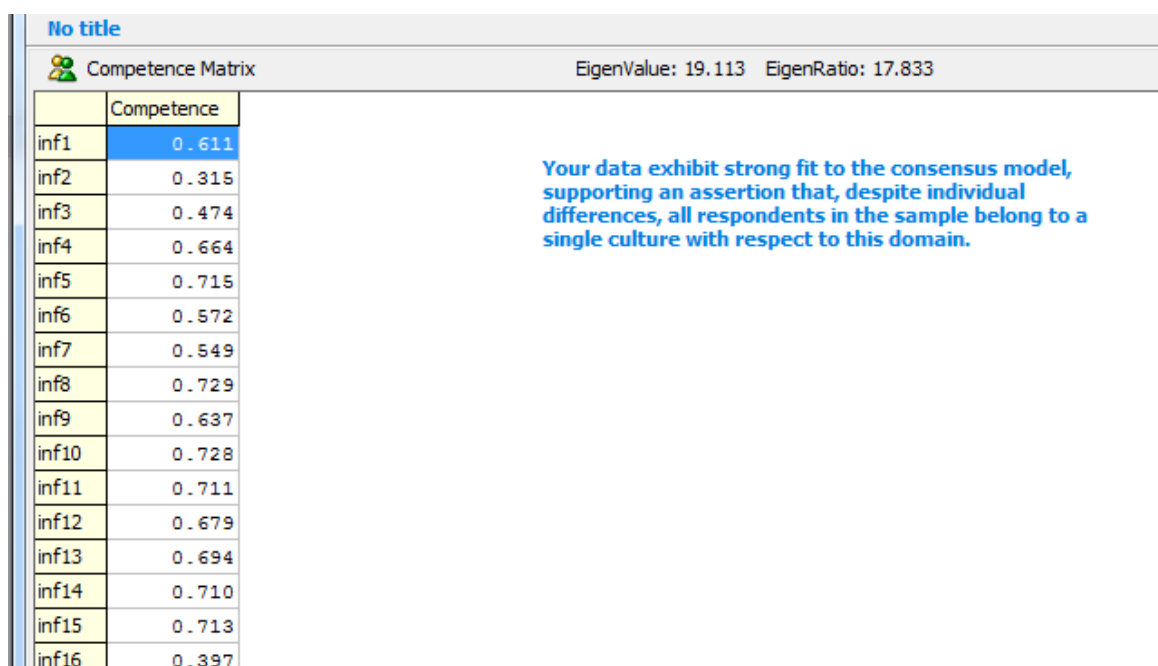 No title
Competence Matrix EigenValue: 19.113 EigenRatio: 17.833
Competence
inf1 0.611
inf2 0.315
inf3 0.474
inf4 0.664
inf5 0.715
inf6 0.572
inf7 0.549
inf8 0.729
inf9 0.637
inf10 0.728
inf11 0.711
inf12 0.679
inf13 0.694
inf14 0.710
inf15 0.713
inf16 0.397
Your data exhibit strong fit to the consensus model,
supporting an assertion that, despite individual
differences, all respondents in the sample belong to a
single culture with respect to this domain.